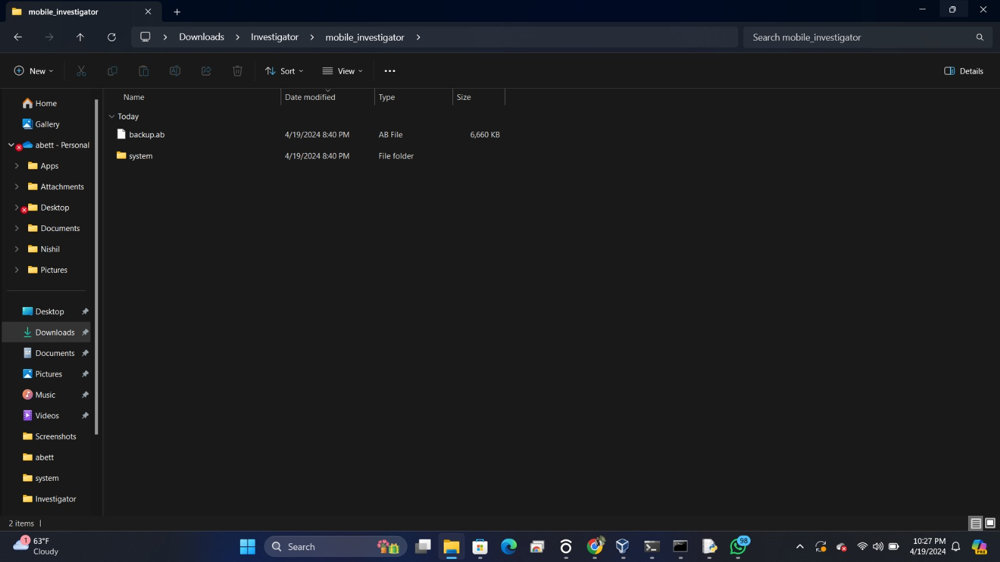 mobile_investigator
Downloads > Investigator > mobile_investigator >
Search mobile_investigator
New
Sort
View
Details
Name Date modified Type Size
Today
backup.ab 4/19/2024 8:40 PM AB File 6,660 KB
system 4/19/2024 8:40 PM File folder
Home
Gallery
abett - Personal
Apps
Attachments
Desktop
Documents
Nishil
Pictures
Desktop
Downloads
Documents
Pictures
Music
Videos
Screenshots
abett
system
Investigator
2 items
1
63°F
Cloudy
Search
98
10:27 PM
4/19/2024
PRE